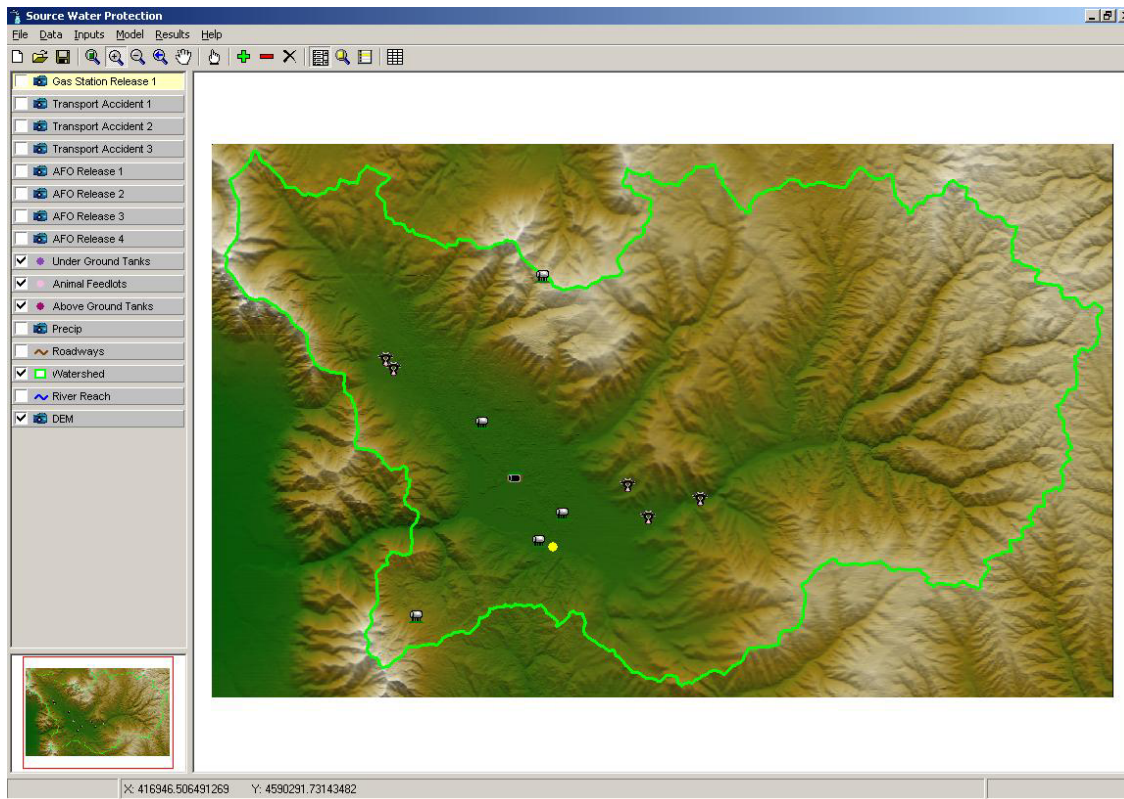 Source Water Protection
File Data Inputs Model Results Help
Gas Station Release 1
Transport Accident 1
Transport Accident 2
Transport Accident 3
AFO Release 1
AFO Release 2
AFO Release 3
AFO Release 4
Under Ground Tanks
Animal Feedlots
Above Ground Tanks
Precip
Roadways
Watershed
River Reach
DEM
X: 416946.506491269 Y: 4590291.73143482